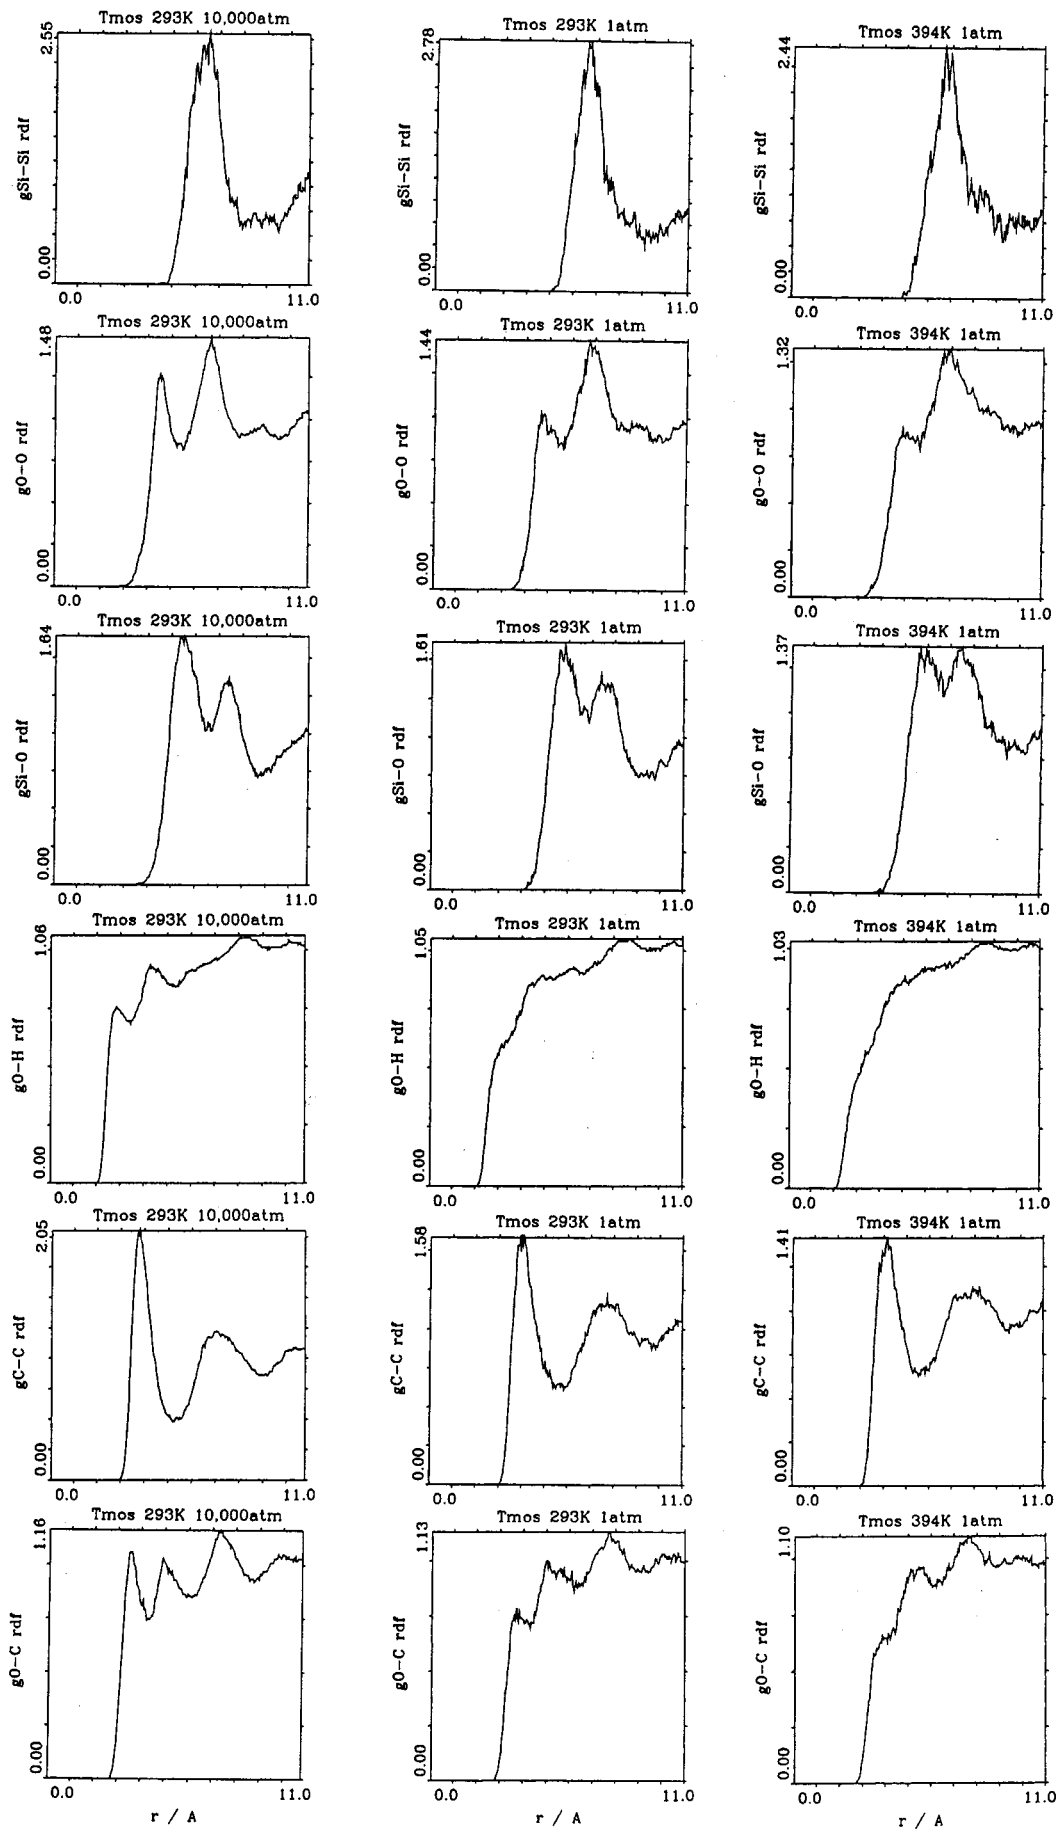 Tmos 293K 10,000atm
2.55
gSi-Si rdf
0.00
0.0
11.0
Tmos 293K 1atm
2.78
gSi-Si rdf
0.00
0.0
11.0
Tmos 394K 1atm
2.44
gSi-Si rdf
0.00
0.0
11.0
Tmos 293K 10,000atm
1.48
gO-O rdf
0.00
0.0
11.0
Tmos 293K 1atm
1.44
gO-O rdf
0.00
0.0
11.0
Tmos 394K 1atm
1.32
gO-O rdf
0.00
0.0
11.0
Tmos 293K 10,000atm
1.64
gSi-O rdf
0.00
0.0
11.0
Tmos 293K 1atm
1.61
gSi-O rdf
0.00
0.0
11.0
Tmos 394K 1atm
1.37
gSi-O rdf
0.00
0.0
11.0
Tmos 293K 10,000atm
1.06
gO-H rdf
0.00
0.0
11.0
Tmos 293K 1atm
1.05
gO-H rdf
0.00
0.0
11.0
Tmos 394K 1atm
1.03
gO-H rdf
0.00
0.0
11.0
Tmos 293K 10,000atm
2.05
gC-C rdf
0.00
0.0
11.0
Tmos 293K 1atm
1.58
gC-C rdf
0.00
0.0
11.0
Tmos 394K 1atm
1.41
gC-C rdf
0.00
0.0
11.0
Tmos 293K 10,000atm
1.16
gO-C rdf
0.00
0.0
11.0
r / A
Tmos 293K 1atm
1.13
gO-C rdf
0.00
0.0
11.0
r / A
Tmos 394K 1atm
1.10
gO-C rdf
0.00
0.0
11.0
r / A